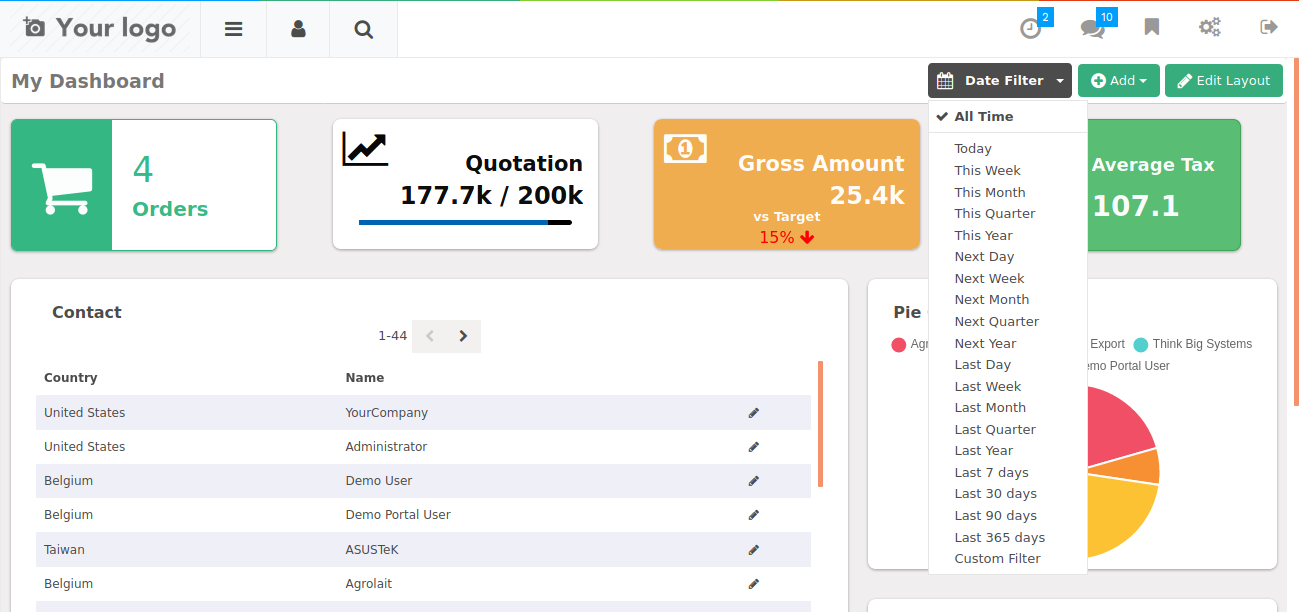 Your logo
2
10
My Dashboard
Date Filter
Add
Edit Layout
4
Orders
Quotation
177.7k / 200k
1
Gross Amount
25.4k
vs Target
15%
Average Tax
107.1
All Time
Today
This Week
This Month
This Quarter
This Year
Next Day
Next Week
Next Month
Next Quarter
Next Year
Last Day
Last Week
Last Month
Last Quarter
Last Year
Last 7 days
Last 30 days
Last 90 days
Last 365 days
Custom Filter
Contact
1-44
Country Name
United States YourCompany
United States Administrator
Belgium Demo User
Belgium Demo Portal User
Taiwan ASUSTeK
Belgium Agrolait
Pie
Export Think Big Systems
Portal User